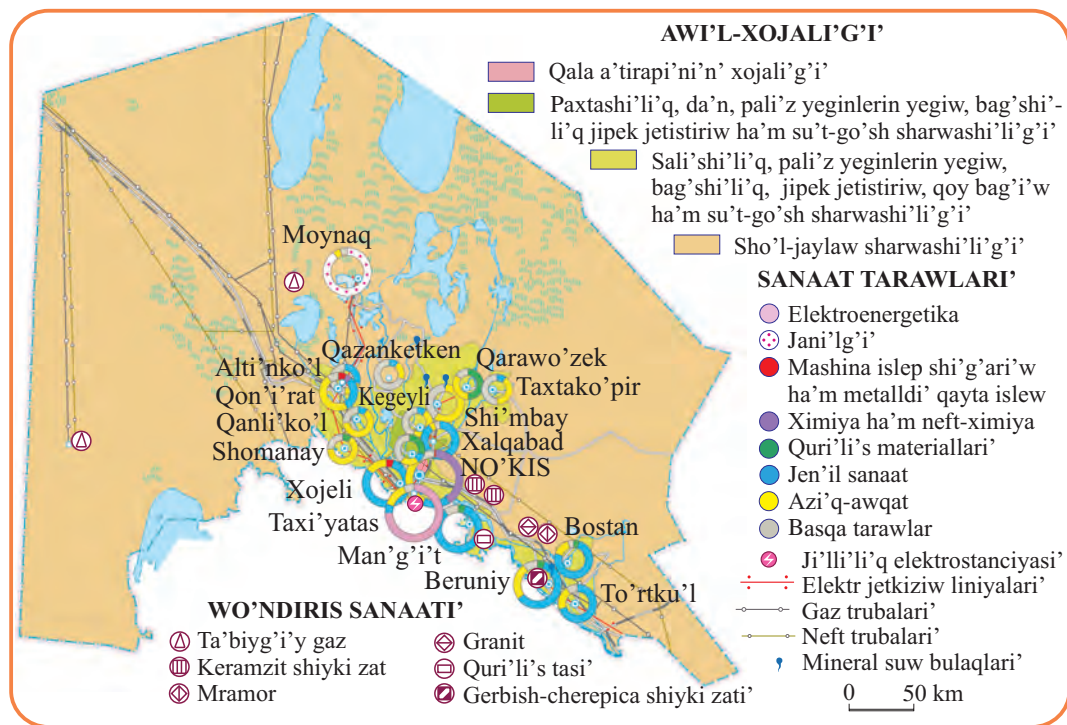 AWI'L-XOJALI'G'I'
Qala a'tirapi'ni'n' xojali'g'i'
Paxtashi'li'q, da'n, pali'z yeginlerin yegiw, bag'shi'-
li'q jipek jetistiriw ha'm su't-go'sh sharwashi'li'g'i'
Sali'shi'li'q, pali'z yeginlerin yegiw,
bag'shi'li'q, jipek jetistiriw, qoy bag'i'w
ha'm su't-go'sh sharwashi'li'g'i'
Sho'l-jaylaw sharwashi'li'g'i'
SANAAT TARAWLARI'
Elektroenergetika
Jani'lg'i'
Mashina islep shi'g'ari'w
ha'm metalldi' qayta islew
Ximiya ha'm neft-ximiya
Quri'li's materiallari'
Jen'il sanaat
Azi'q-awqat
Basqa tarawlar
Ji'lli'li'q elektrostanciyasi'
Elektr jetkiziw liniyalari'
Gaz trubalari'
Neft trubalari'
Mineral suw bulaqlari'
0 50 km
Moynaq
Qazanketken
Qarawo'zek
Alti'nko'l
Taxtako'pir
Qon'i'rat
Kegeyli
Qanli'ko'l
Shi'mbay
Shomanay
Xalqabad
NO'KIS
Xojeli
Taxi'yatas
Bostan
Man'g'i't
Beruniy
To'rtku'l
WO'NDIRIS SANAATI'
Ta'biyg'i'y gaz
Keramzit shiyki zat
Mramor
Granit
Quri'li's tasi'
Gerbish-cherepica shiyki zati'